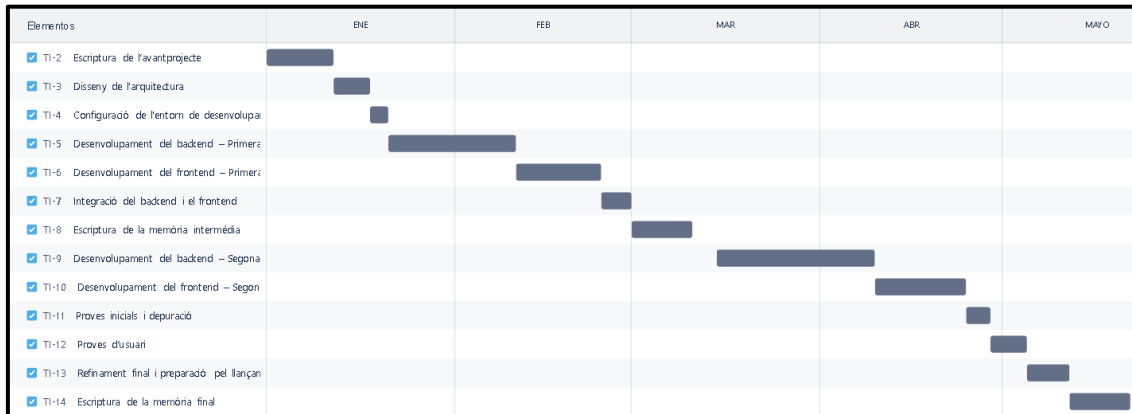 Elementos ENE FEB MAR ABR MAYO
TI-2 Escriptura de l'avantprojecte
TI-3 Disseny de l'arquitectura
TI-4 Configuració de l'entorn de desenvolupar
TI-5 Desenvolupament del backend – Primera
TI-6 Desenvolupament del frontend – Primera
TI-7 Integració del backend i el frontend
TI-8 Escriptura de la memòria intermèdia
TI-9 Desenvolupament del backend – Segona
TI-10 Desenvolupament del frontend – Segon
TI-11 Proves inicials i depuració
TI-12 Proves d'usuari
TI-13 Refinament final i preparació pel llançan
TI-14 Escriptura de la memòria final